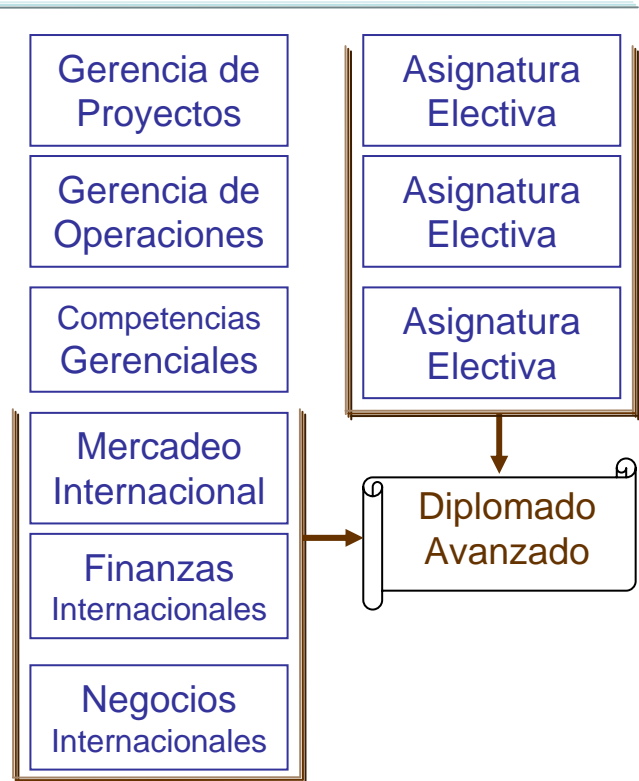 Gerencia de
Proyectos
Gerencia de
Operaciones
Competencias
Gerenciales
Mercadeo
Internacional
Finanzas
Internacionales
Negocios
Internacionales
Asignatura
Electiva
Asignatura
Electiva
Asignatura
Electiva
Diplomado
Avanzado